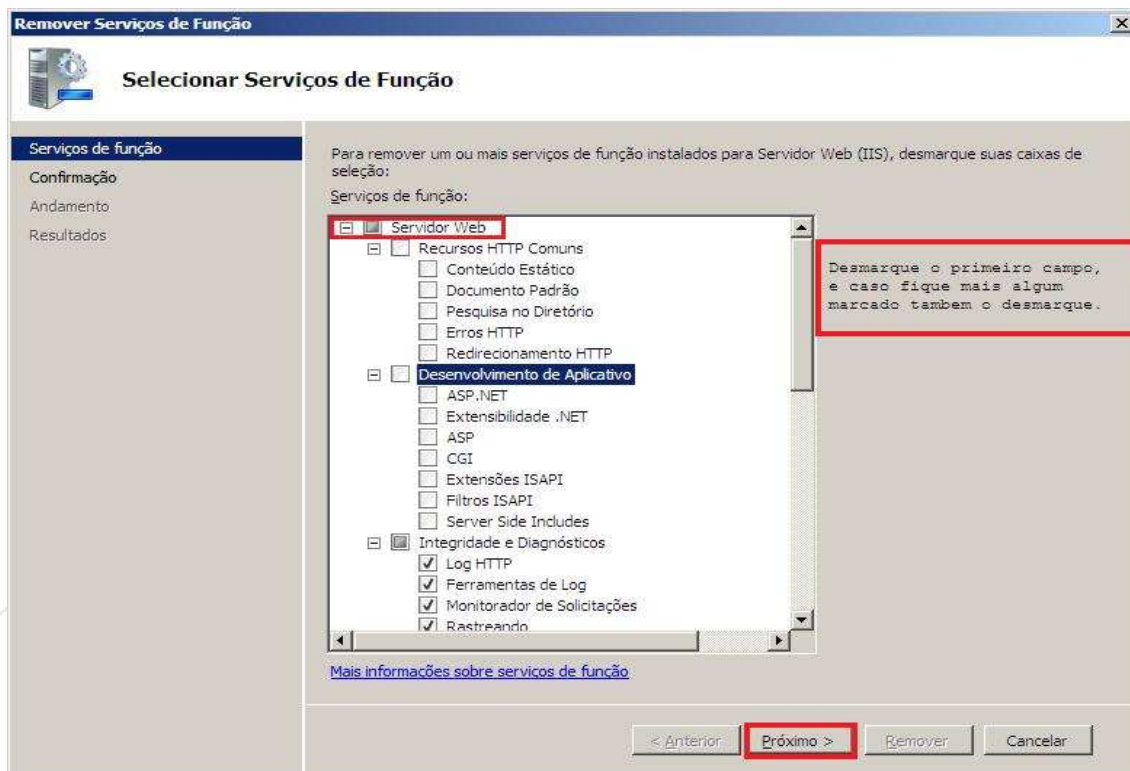 Remover Serviços de Função
Selecionar Serviços de Função
Serviços de função
Confirmação
Andamento
Resultados
Para remover um ou mais serviços de função instalados para Servidor Web (IIS), desmarque suas caixas de
seleção:
Serviços de função:
Servidor Web
Recursos HTTP Comuns
Conteúdo Estático
Documento Padrão
Pesquisa no Diretório
Erros HTTP
Redirecionamento HTTP
Desenvolvimento de Aplicativo
ASP.NET
Extensibilidade .NET
ASP
CGI
Extensões ISAPI
Filtros ISAPI
Server Side Includes
Integridade e Diagnósticos
Log HTTP
Ferramentas de Log
Monitorador de Solicitações
Rastreando
Desmarque o primeiro campo,
e caso fique mais algum
marcado tambem o desmarque.
Mais informações sobre serviços de função
< Anterior
Próximo >
Remover
Cancelar